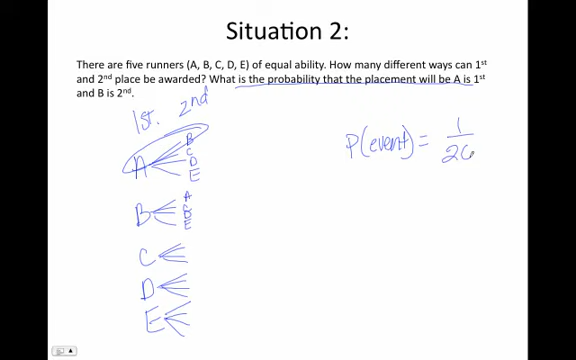 Situation 2:
There are five runners (A, B, C, D, E) of equal ability. How many different ways can 1st
and 2nd place be awarded? What is the probability that the placement will be A is 1st
and B is 2nd.
1st. 2nd
A B
C
D
E
B A
C
D
E
C
D
E
P(event) = 1
20